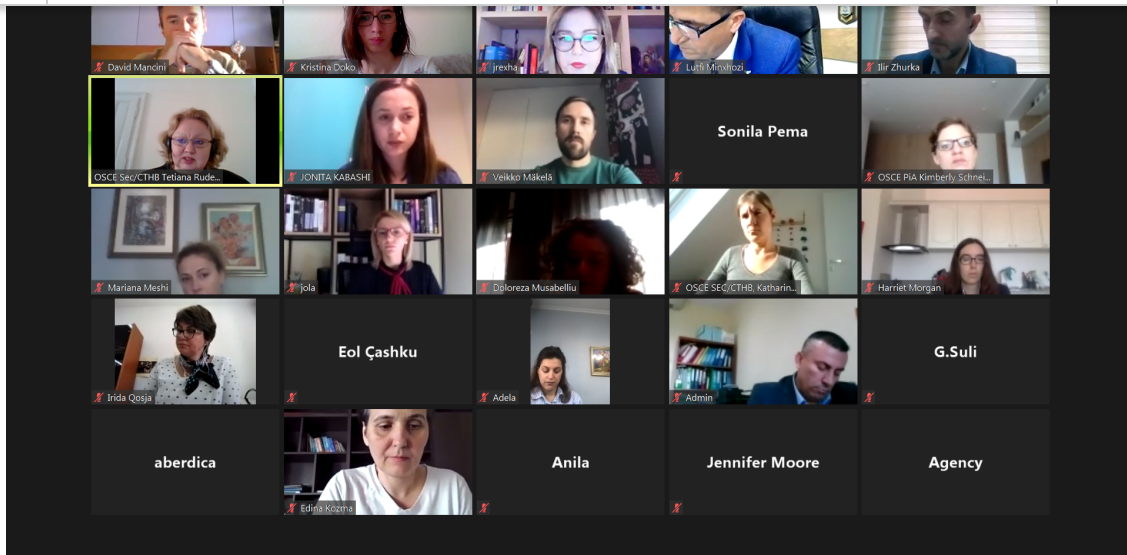 David Mancini
Kristina Doko
jrexha
Lutfi Minxhozi
Ilir Zhurka
OSCE Sec/CTHB Tetiana Rude...
JONITA KABASHI
Veikko Mäkelä
Sonila Pema
OSCE PiA Kimberly Schnei...
Mariana Meshi
jola
Doloreza Musabelliu
OSCE SEC/CTHB, Katharin...
Harriet Morgan
Irida Qosja
Eol Çashku
Adela
Admin
G.Suli
aberdica
Edina Kozma
Anila
Jennifer Moore
Agency